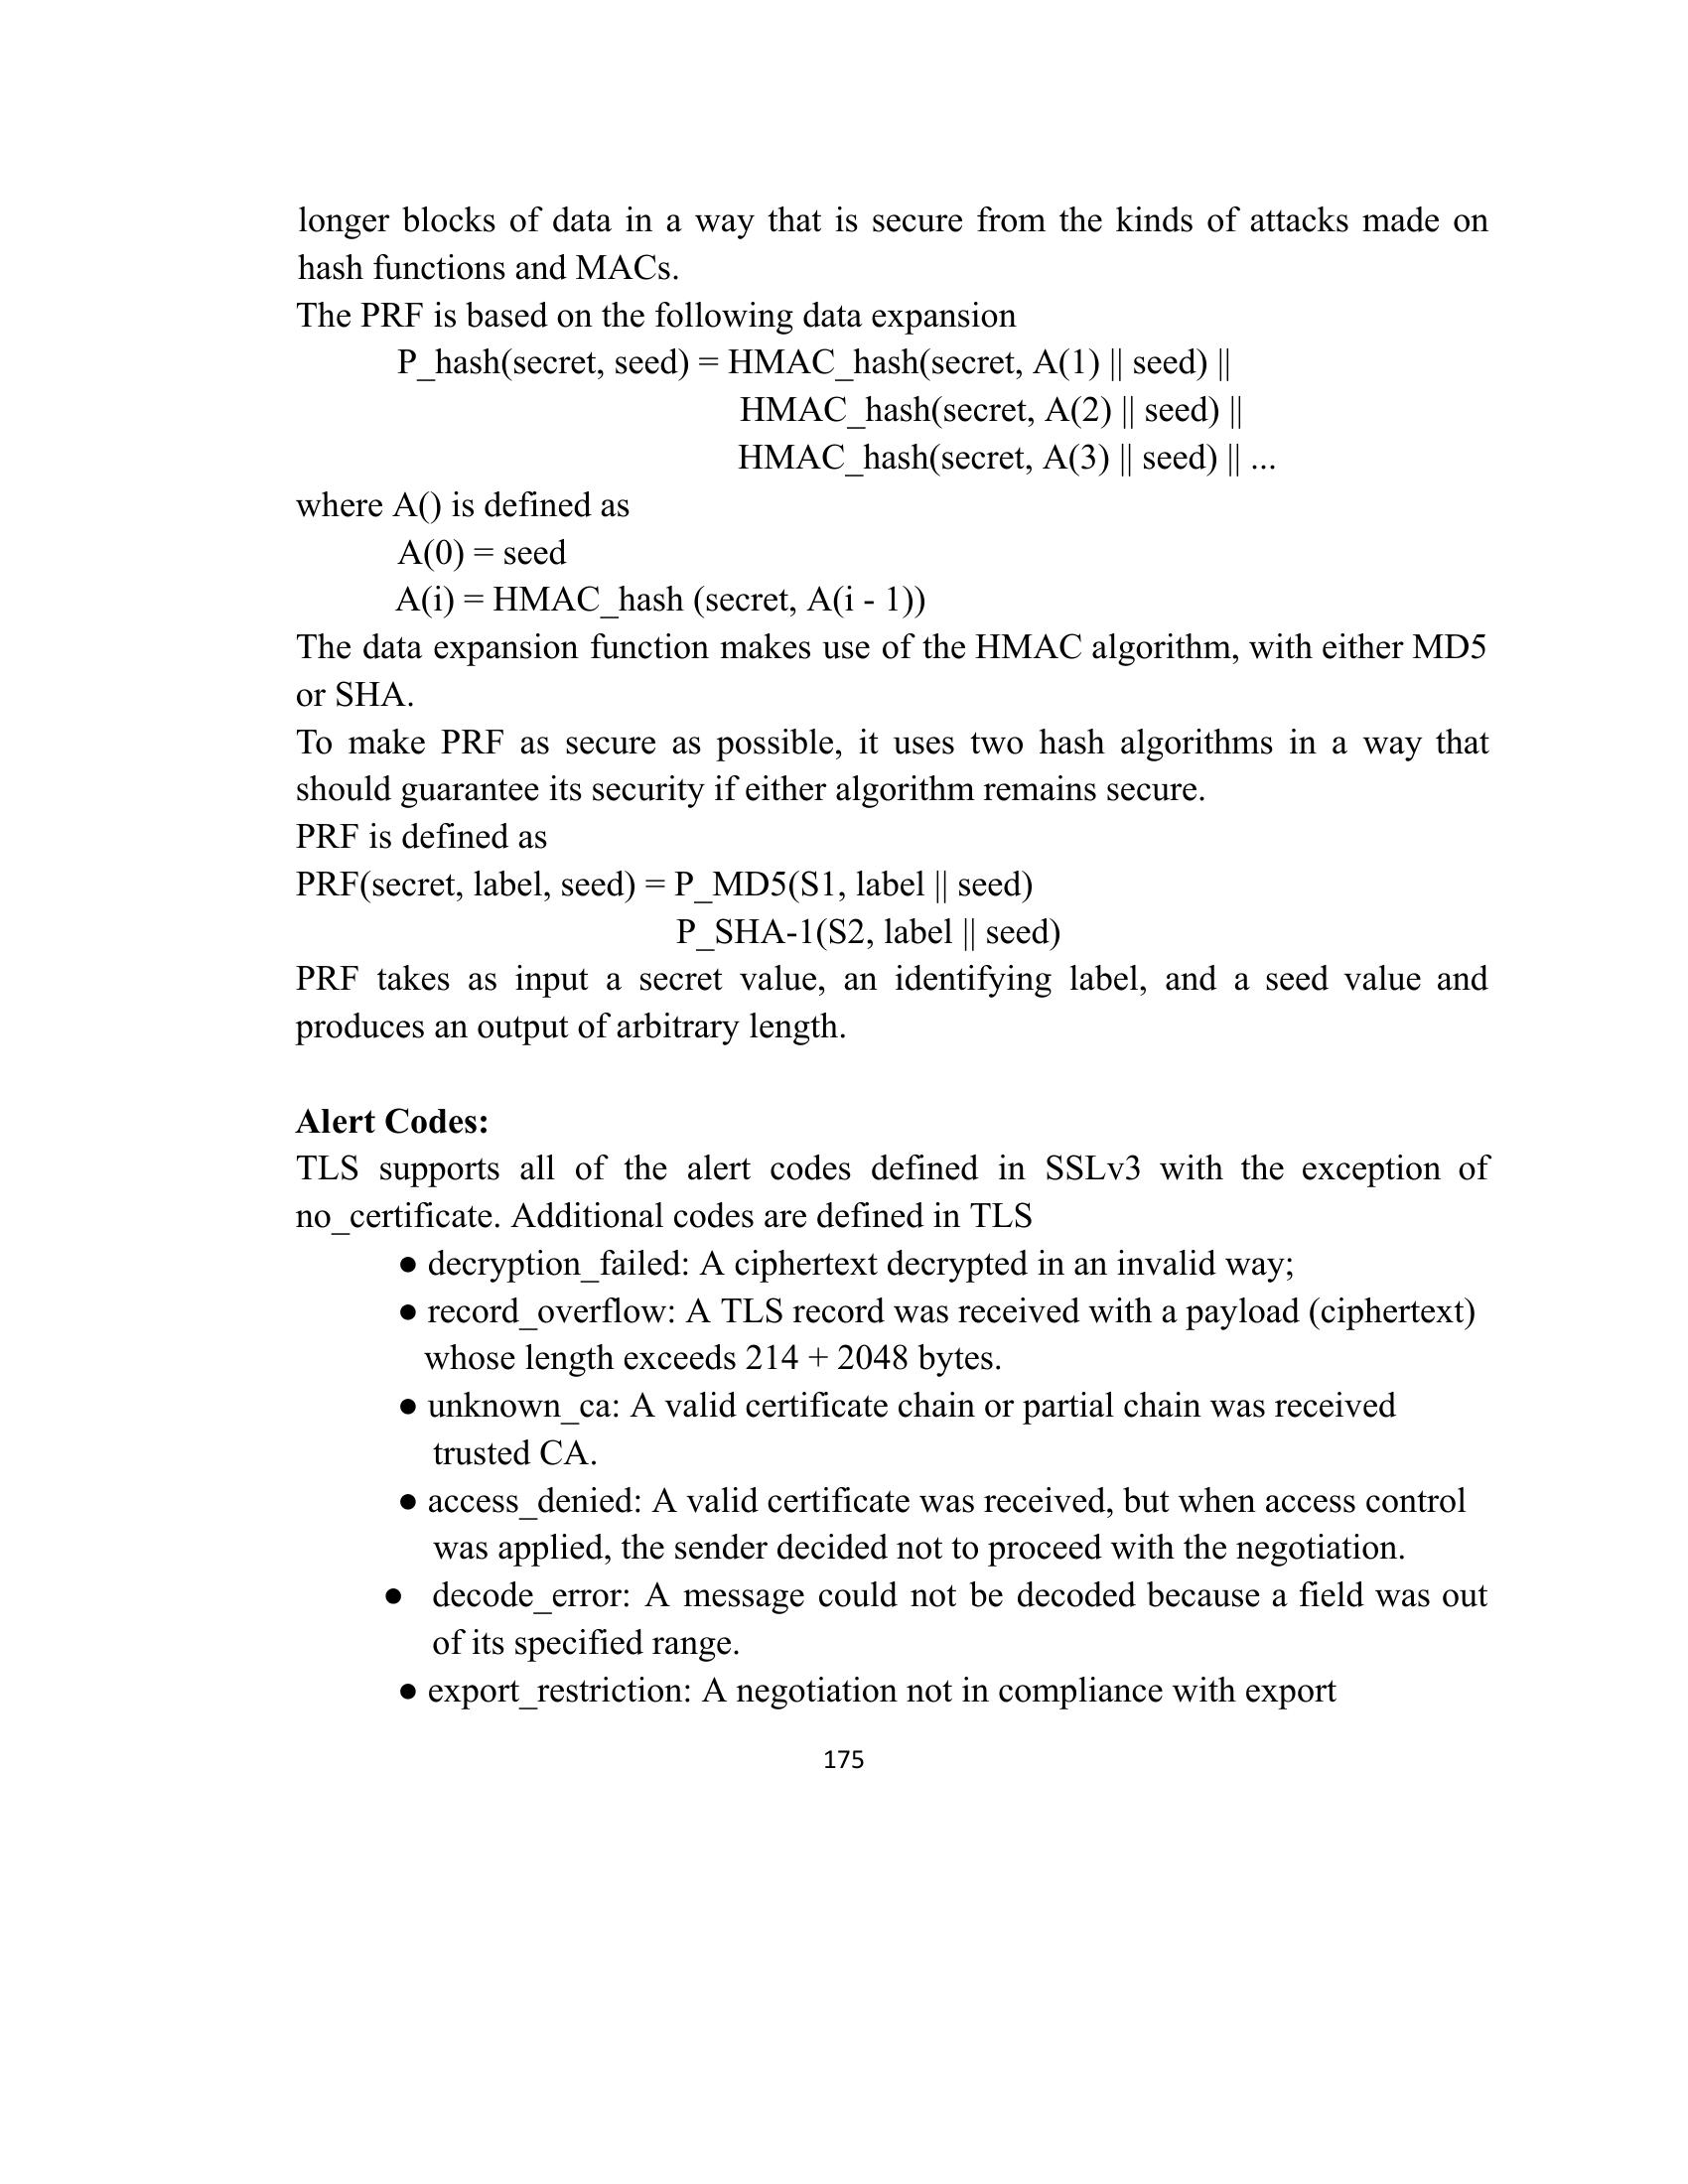 longer blocks of data in a way that is secure from the kinds of attacks made on
hash functions and MACs.
The PRF is based on the following data expansion
P_hash(secret, seed) = HMAC_hash(secret, A(1) || seed) ||
HMAC_hash(secret, A(2) || seed) ||
HMAC_hash(secret, A(3) || seed) || ...
where A() is defined as
A(0) = seed
A(i) = HMAC_hash (secret, A(i - 1))
The data expansion function makes use of the HMAC algorithm, with either MD5
or SHA.
To make PRF as secure as possible, it uses two hash algorithms in a way that
should guarantee its security if either algorithm remains secure.
PRF is defined as
PRF(secret, label, seed) = P_MD5(S1, label || seed)
P_SHA-1(S2, label || seed)
PRF takes as input a secret value, an identifying label, and a seed value and
produces an output of arbitrary length.
Alert Codes:
TLS supports all of the alert codes defined in SSLv3 with the exception of
no_certificate. Additional codes are defined in TLS
● decryption_failed: A ciphertext decrypted in an invalid way;
● record_overflow: A TLS record was received with a payload (ciphertext)
whose length exceeds 214 + 2048 bytes.
● unknown_ca: A valid certificate chain or partial chain was received
trusted CA.
● access_denied: A valid certificate was received, but when access control
was applied, the sender decided not to proceed with the negotiation.
● decode_error: A message could not be decoded because a field was out
of its specified range.
● export_restriction: A negotiation not in compliance with export
175